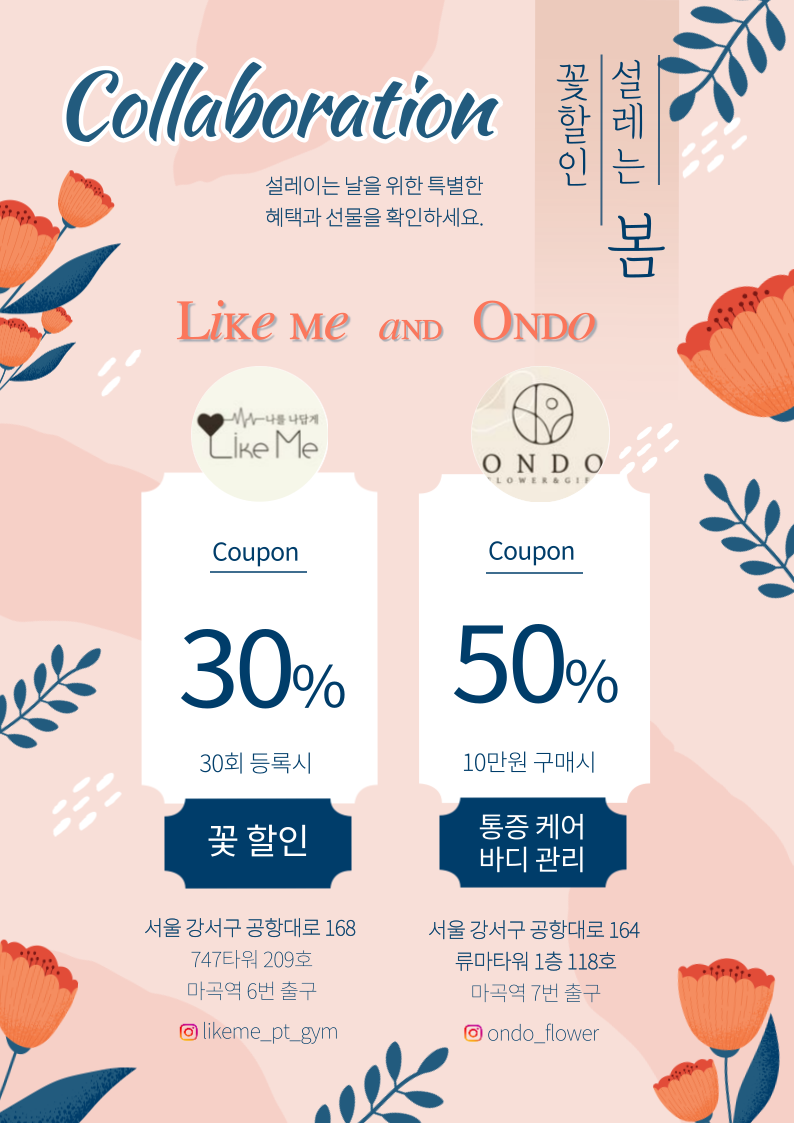 Collaboration
설레는 봄
꽃할인
설레이는 날을 위한 특별한
혜택과 선물을 확인하세요.
LiKe Me aND ONDo
나를 나답게
Like Me
ONDO
LOWER&GIF
Coupon
30%
30회 등록시
꽃 할인
서울 강서구 공항대로 168
747타워 209호
마곡역 6번 출구
likeme_pt_gym
Coupon
50%
10만원 구매시
통증 케어
바디 관리
서울 강서구 공항대로 164
류마타워 1층 118호
마곡역 7번 출구
ondo_flower